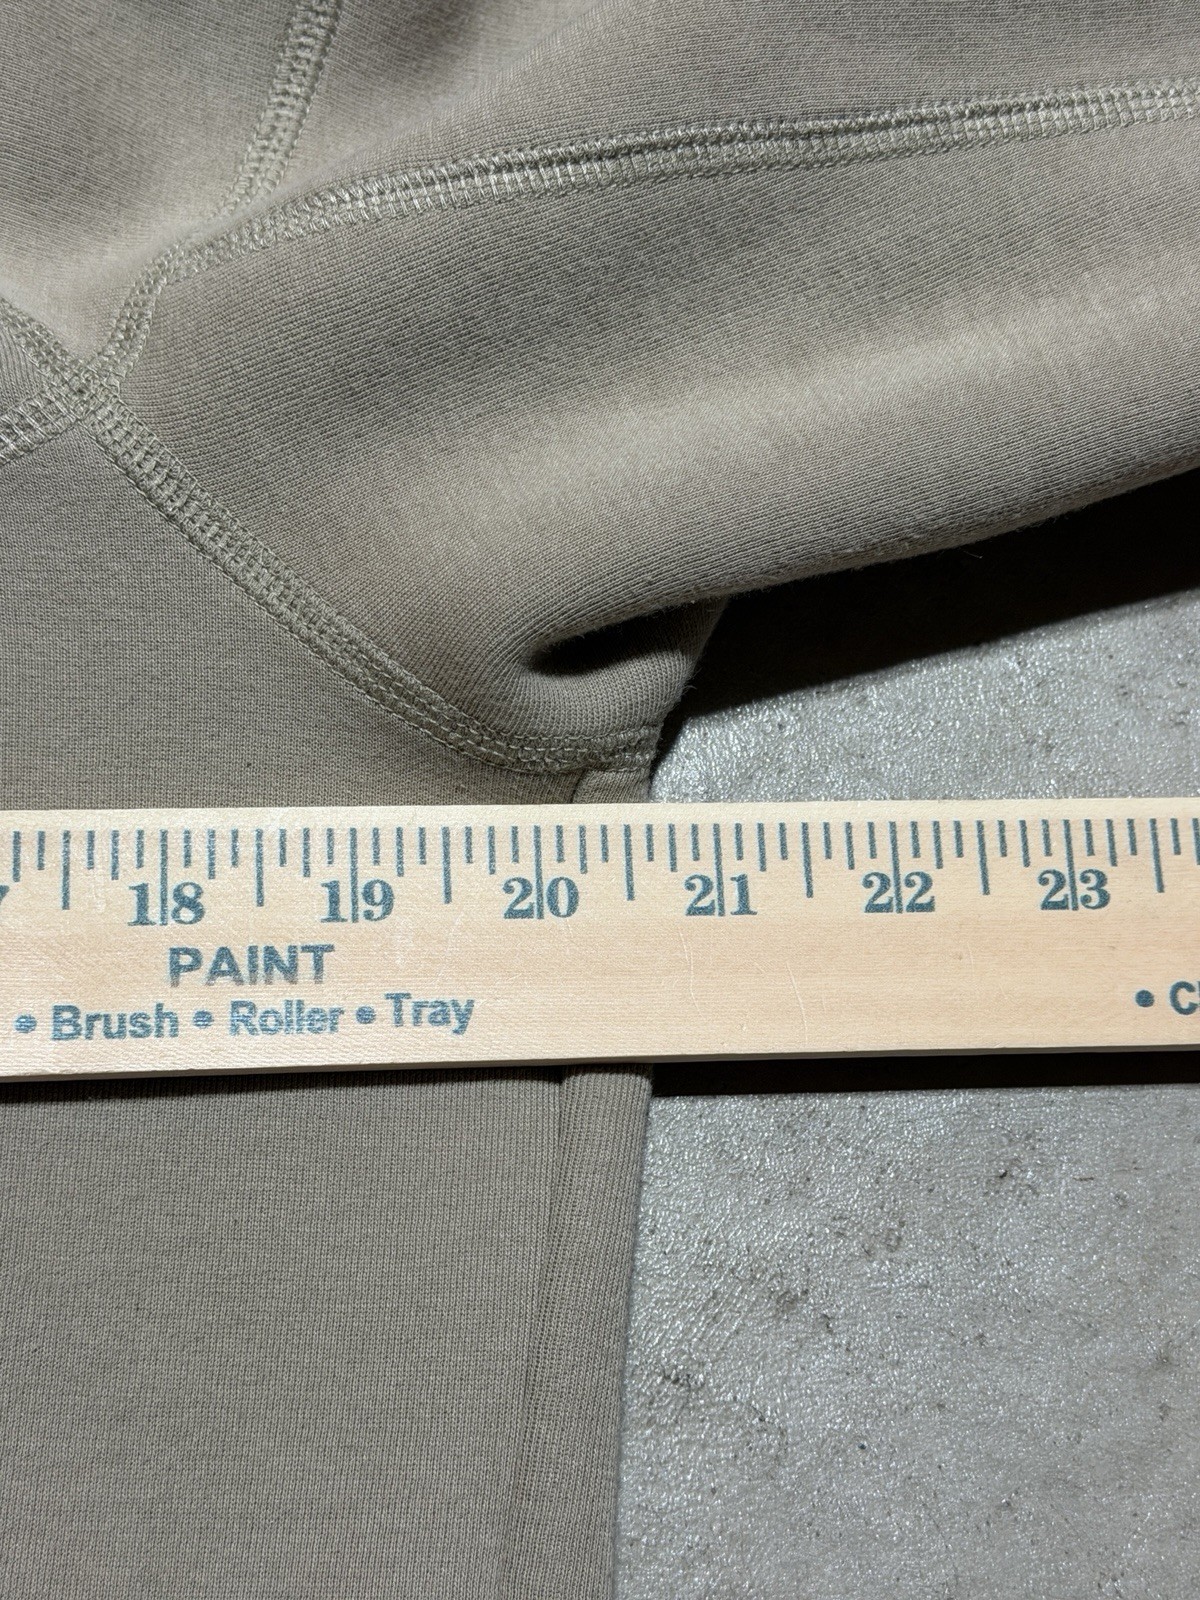 18 19 20 21 22 23
PAINT
• Brush • Roller • Tray